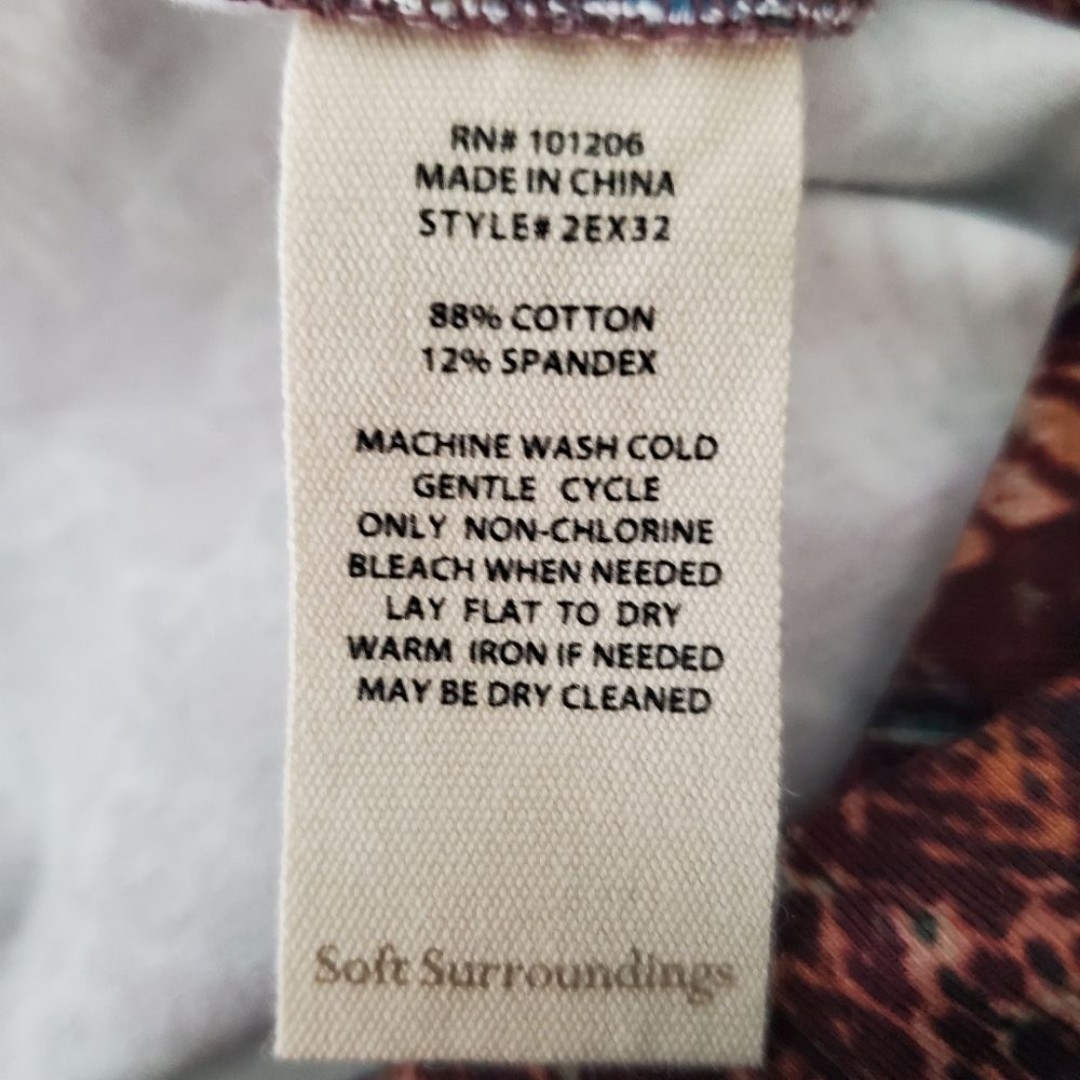 RN# 101206
MADE IN CHINA
STYLE# 2EX32
88% COTTON
12% SPANDEX
MACHINE WASH COLD
GENTLE CYCLE
ONLY NON-CHLORINE
BLEACH WHEN NEEDED
LAY FLAT TO DRY
WARM IRON IF NEEDED
MAY BE DRY CLEANED
Soft Surroundings